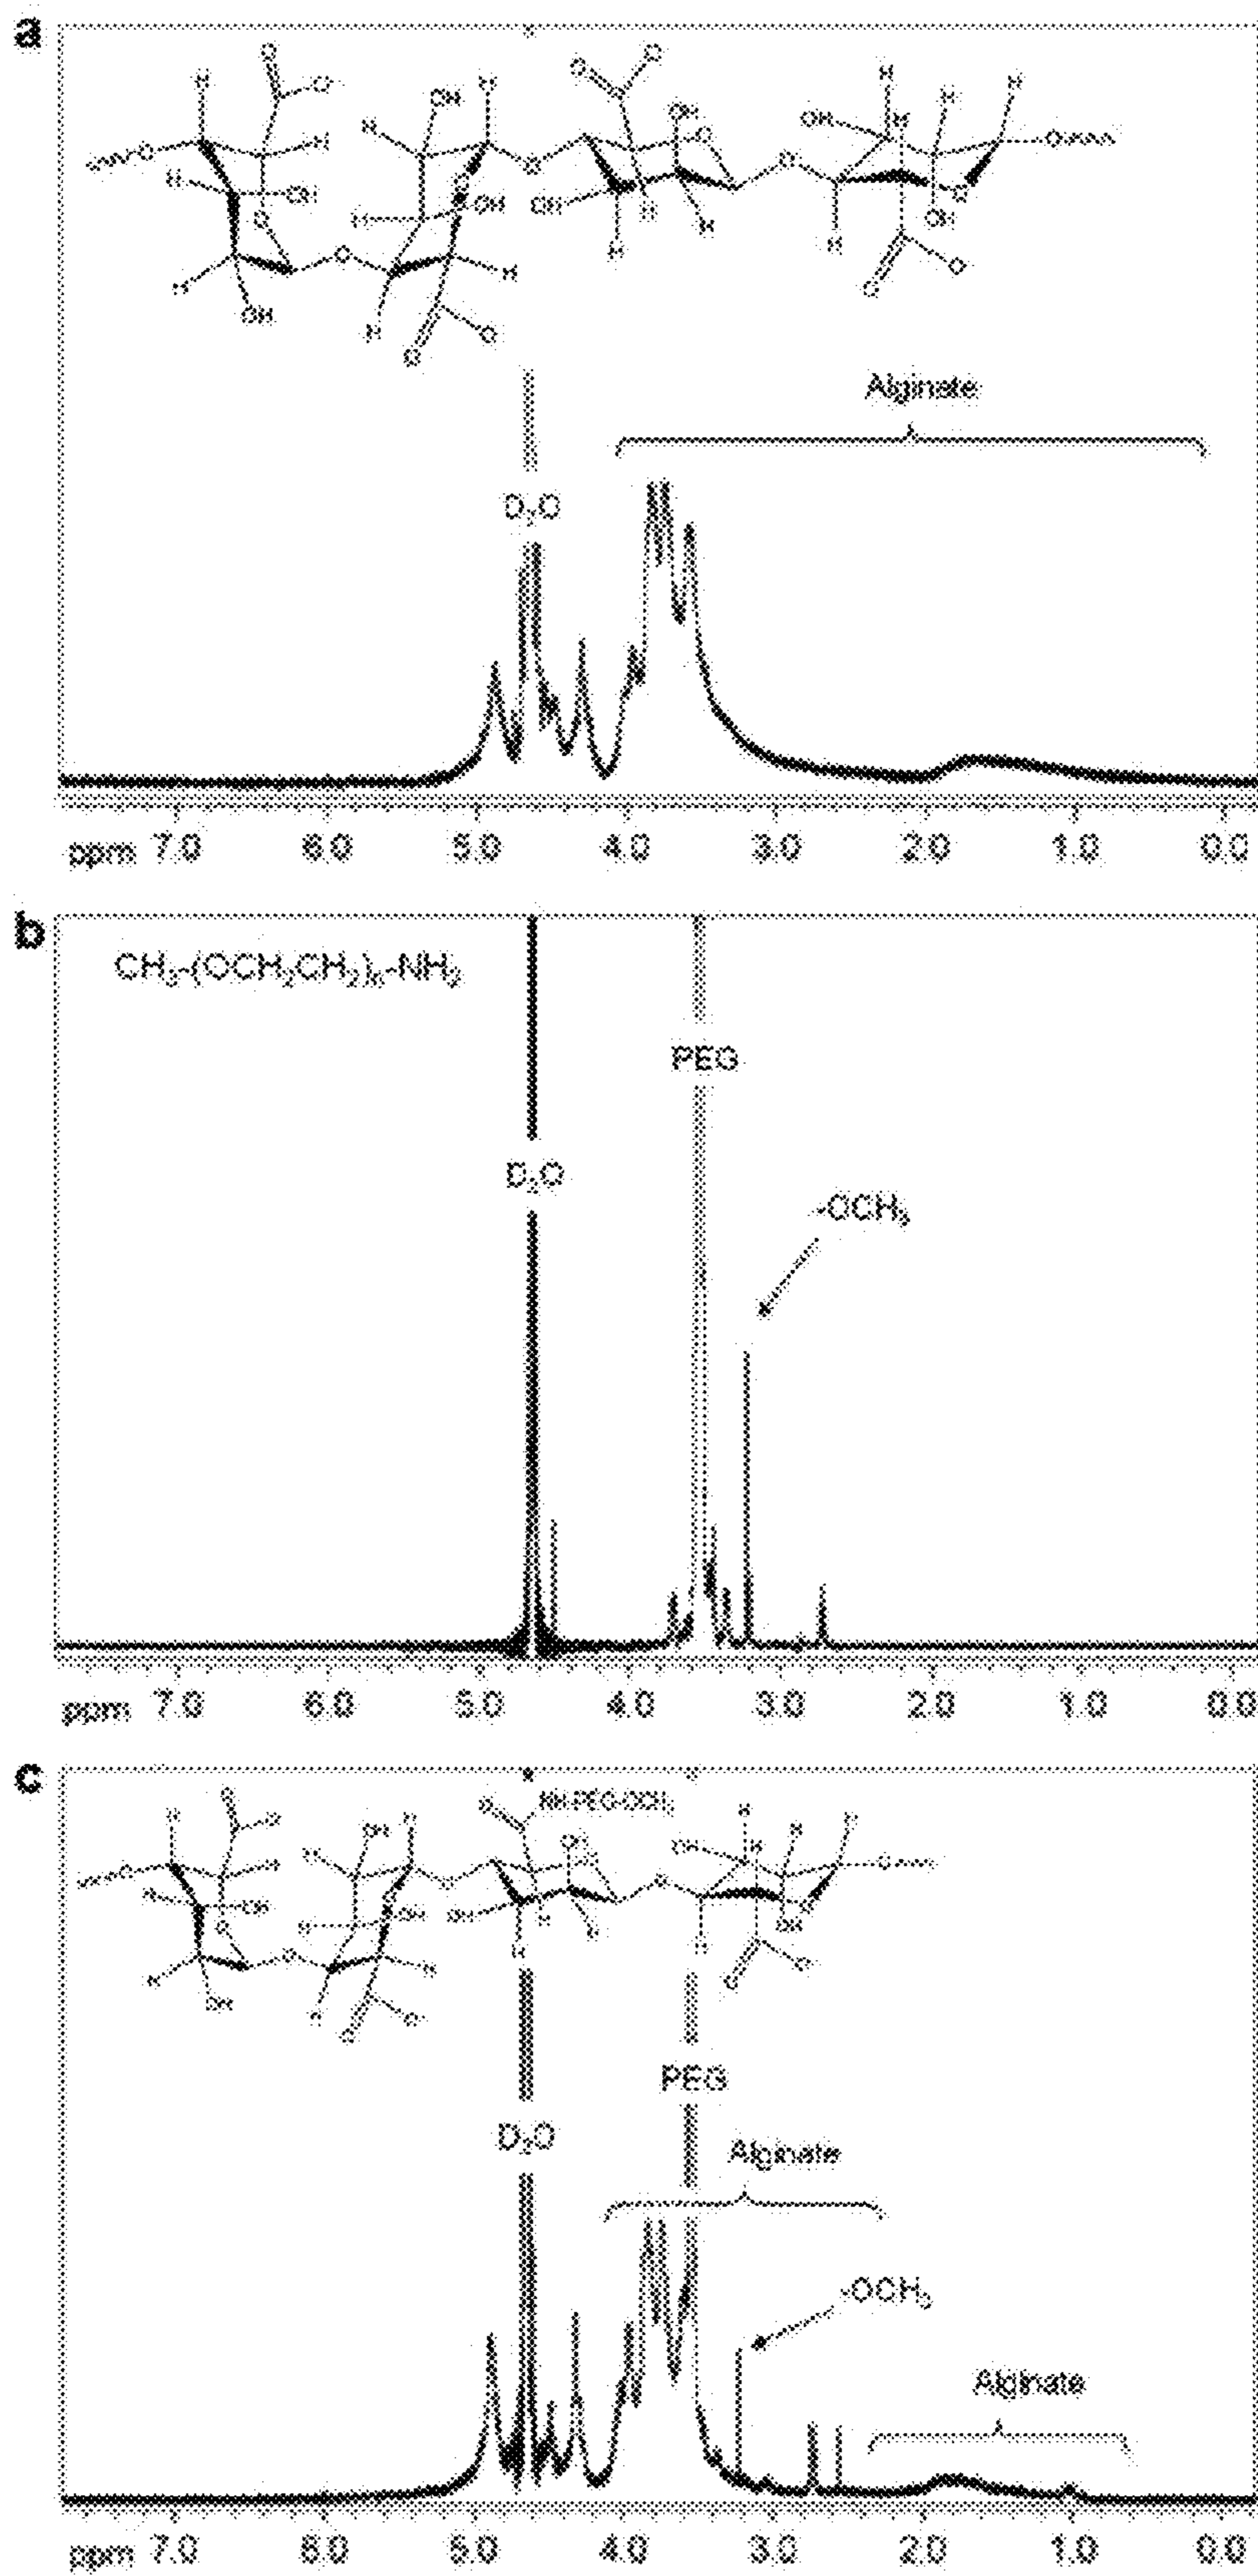 a
Alginate
D₂O
ppm 7.0 6.0 5.0 4.0 3.0 2.0 1.0 0.0
b
CH₃-(OCH₂CH₂)ₙ-NH₂
PEG
D₂O
-OCH₃
ppm 7.0 6.0 5.0 4.0 3.0 2.0 1.0 0.0
c
NH-PEG-OCH₃
PEG
D₂O
Alginate
-OCH₃
Alginate
ppm 7.0 6.0 5.0 4.0 3.0 2.0 1.0 0.0